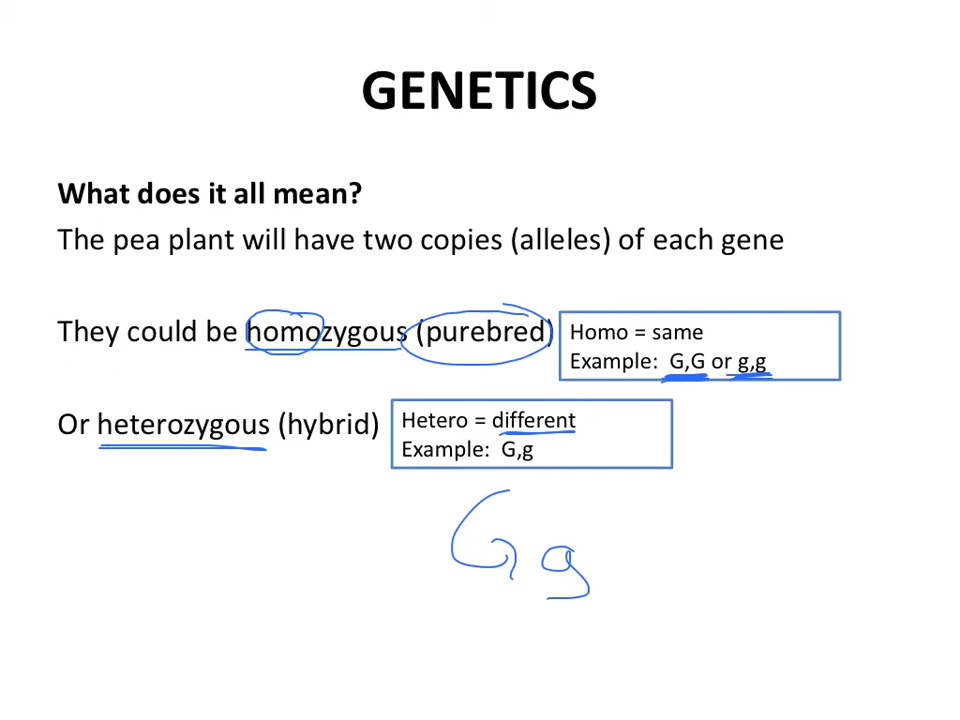 GENETICS
What does it all mean?
The pea plant will have two copies (alleles) of each gene
They could be homozygous (purebred)
Homo = same
Example: G,G or g,g
Or heterozygous (hybrid)
Hetero = different
Example: G,g
G g